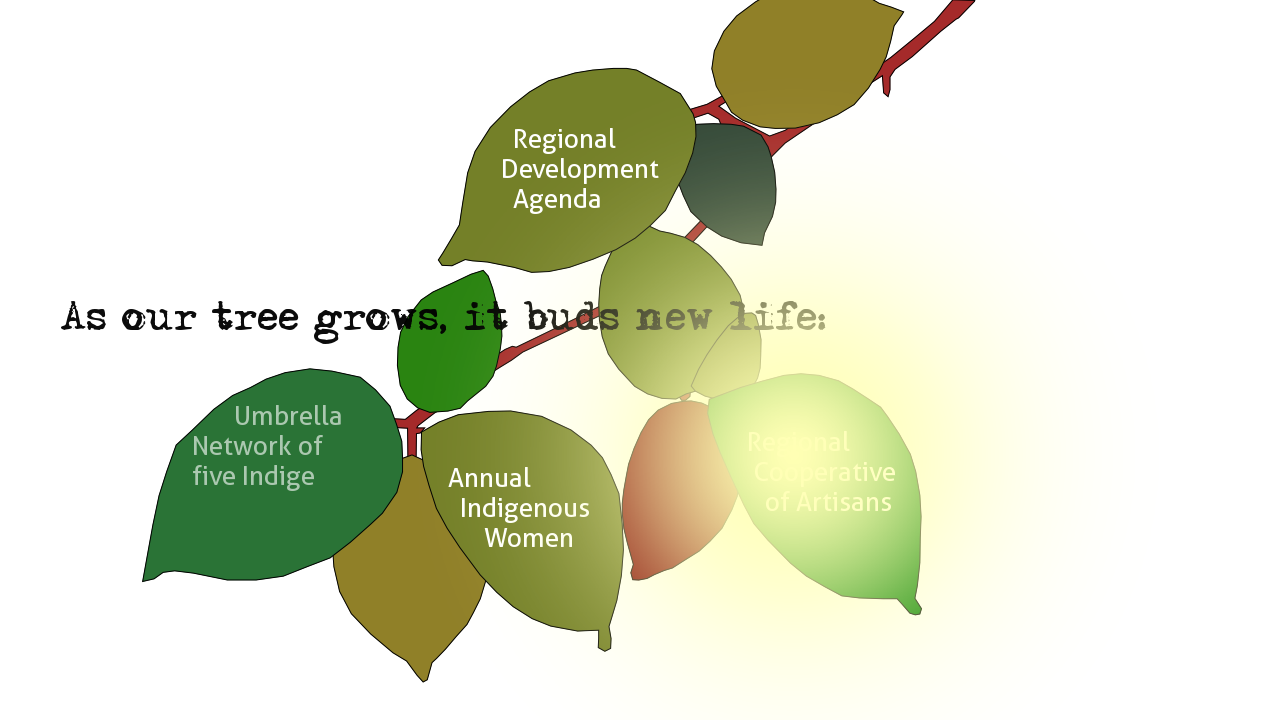 Regional
Development
Agenda
As our tree grows, it buds new life:
Umbrella
Network of
five Indige
Annual
Indigenous
Women
Regional
Cooperative
of Artisans